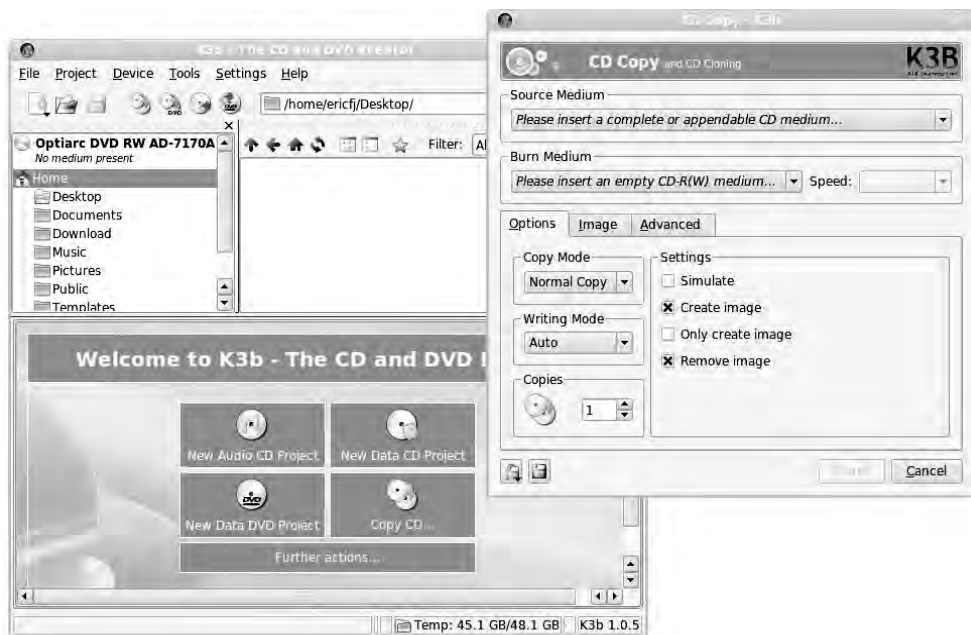 K3b - The CD and DVD Creator
File Project Device Tools Settings Help
/home/ericfj/Desktop/
Optiarc DVD RW AD-7170A
No medium present
Filter:
Home
Desktop
Documents
Download
Music
Pictures
Public
Templates
Welcome to K3b - The CD and DVD
New Audio CD Project
New Data CD Project
New Data DVD Project
Copy CD...
Further actions...
Temp: 45.1 GB/48.1 GB
K3b 1.0.5
CD Copy - K3b
CD Copy and CD Cloning
K3B
Source Medium
Please insert a complete or appendable CD medium...
Burn Medium
Please insert an empty CD-R(W) medium...
Speed:
Options Image Advanced
Copy Mode
Normal Copy
Writing Mode
Auto
Copies
1
Settings
Simulate
Create image
Only create image
Remove image
Cancel